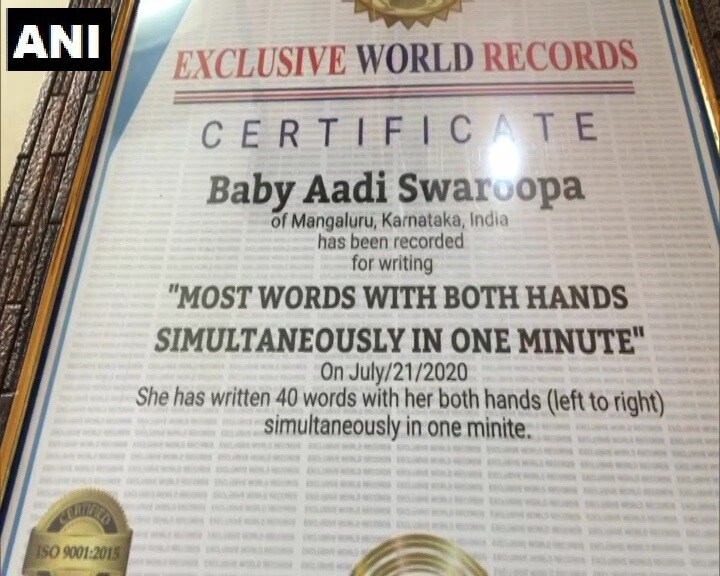 ANI
EXCLUSIVE WORLD RECORDS
CERTIFICATE
Baby Aadi Swaroopa
of Mangaluru, Karnataka, India
has been recorded
for writing
"MOST WORDS WITH BOTH HANDS
SIMULTANEOUSLY IN ONE MINUTE"
On July/21/2020
She has written 40 words with her both hands (left to right)
simultaneously in one minite.
CERTIFIED
ISO 9001:2015